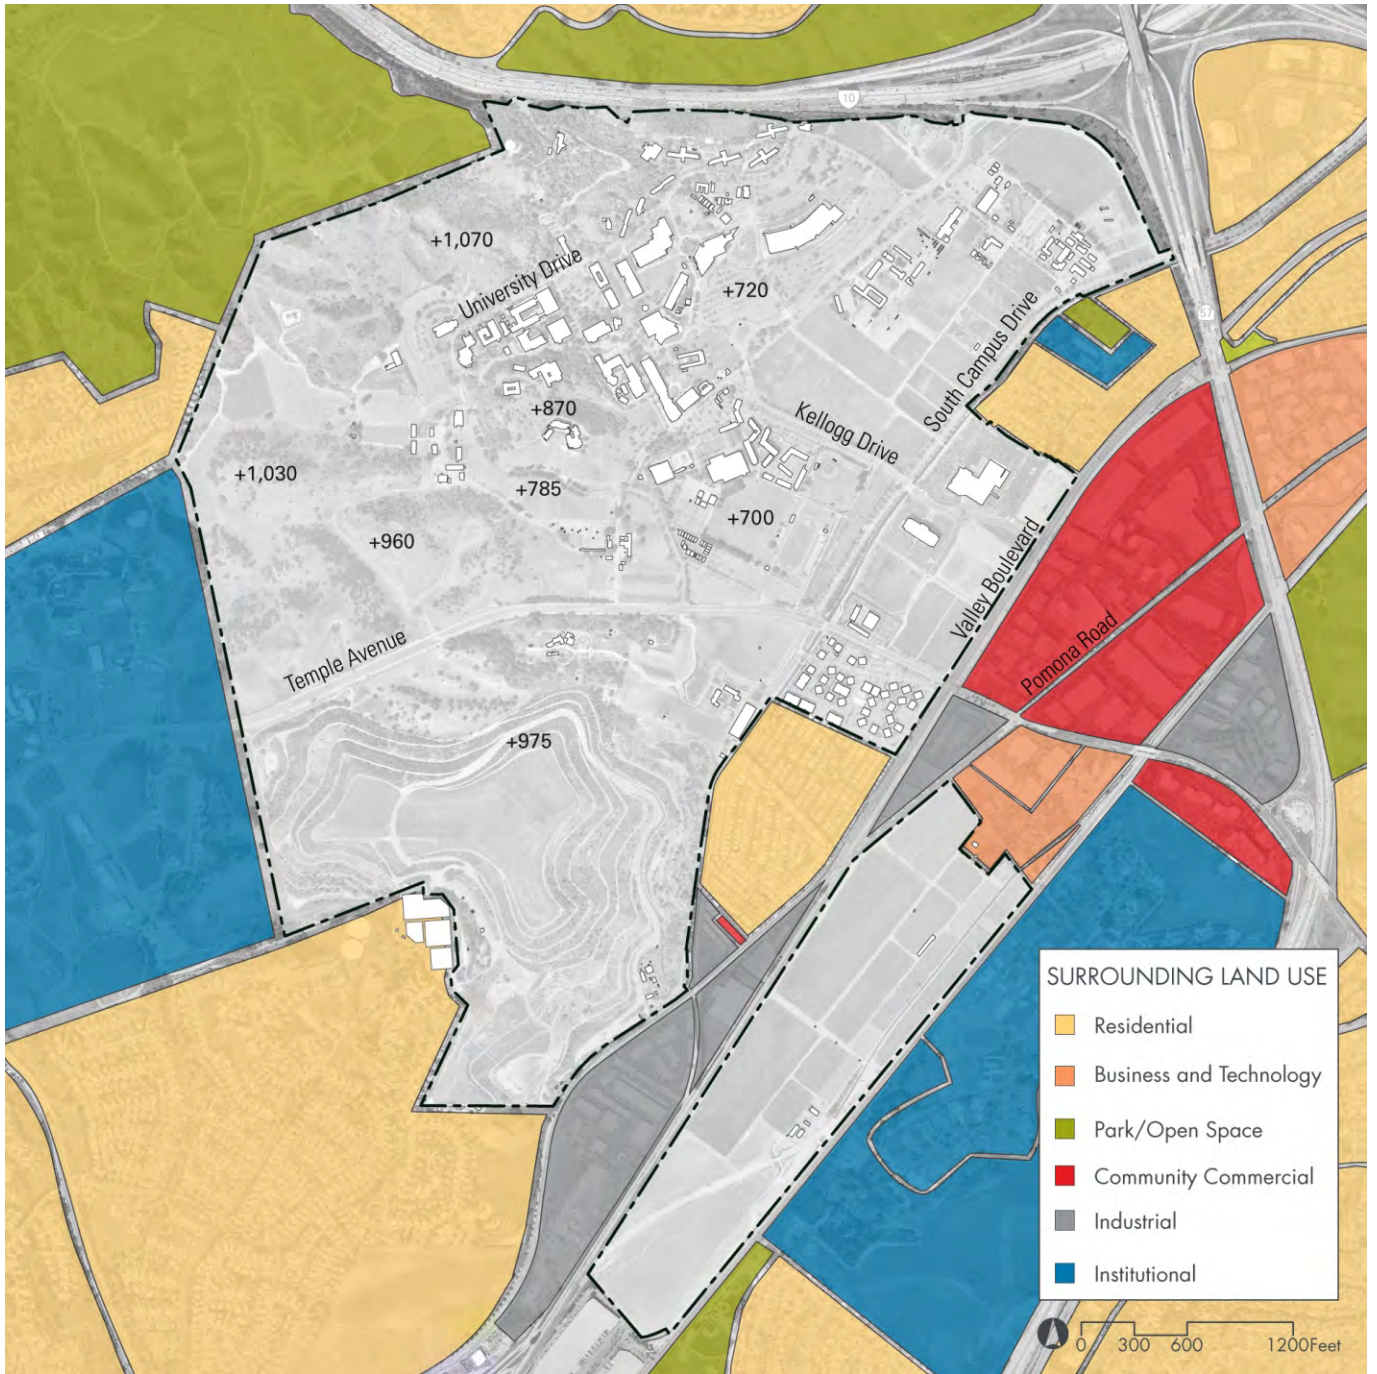 10
+1,070
University Drive
+720
South Campus Drive
57
+870
Kellogg Drive
+1,030
+785
+700
+960
Valley Boulevard
Temple Avenue
Pomona Road
+975
SURROUNDING LAND USE
Residential
Business and Technology
Park/Open Space
Community Commercial
Industrial
Institutional
0 300 600 1200Feet